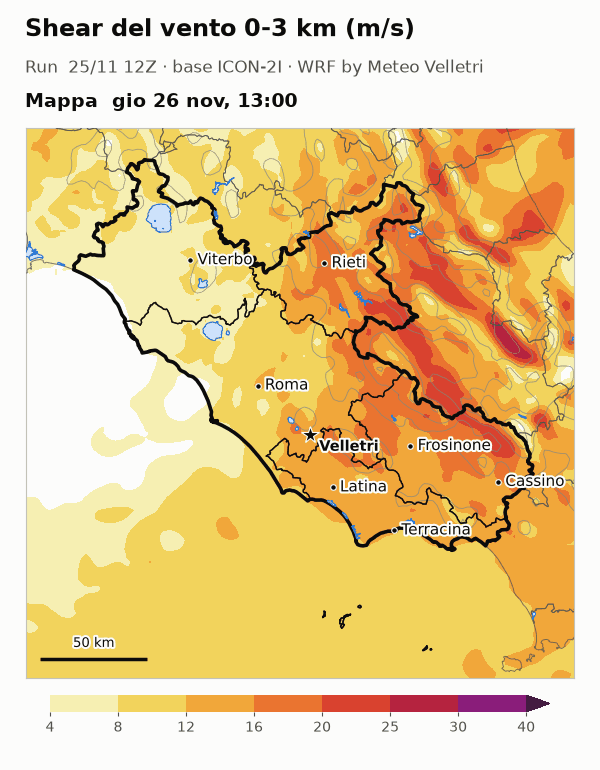 Shear del vento 0-3 km (m/s)
Run  25/11 12Z · base ICON-2I · WRF by Meteo Velletri
Mappa  gio 26 nov, 13:00
Viterbo
Rieti
Roma
Velletri
Frosinone
Latina
Cassino
Terracina
50 km
4 8 12 16 20 25 30 40